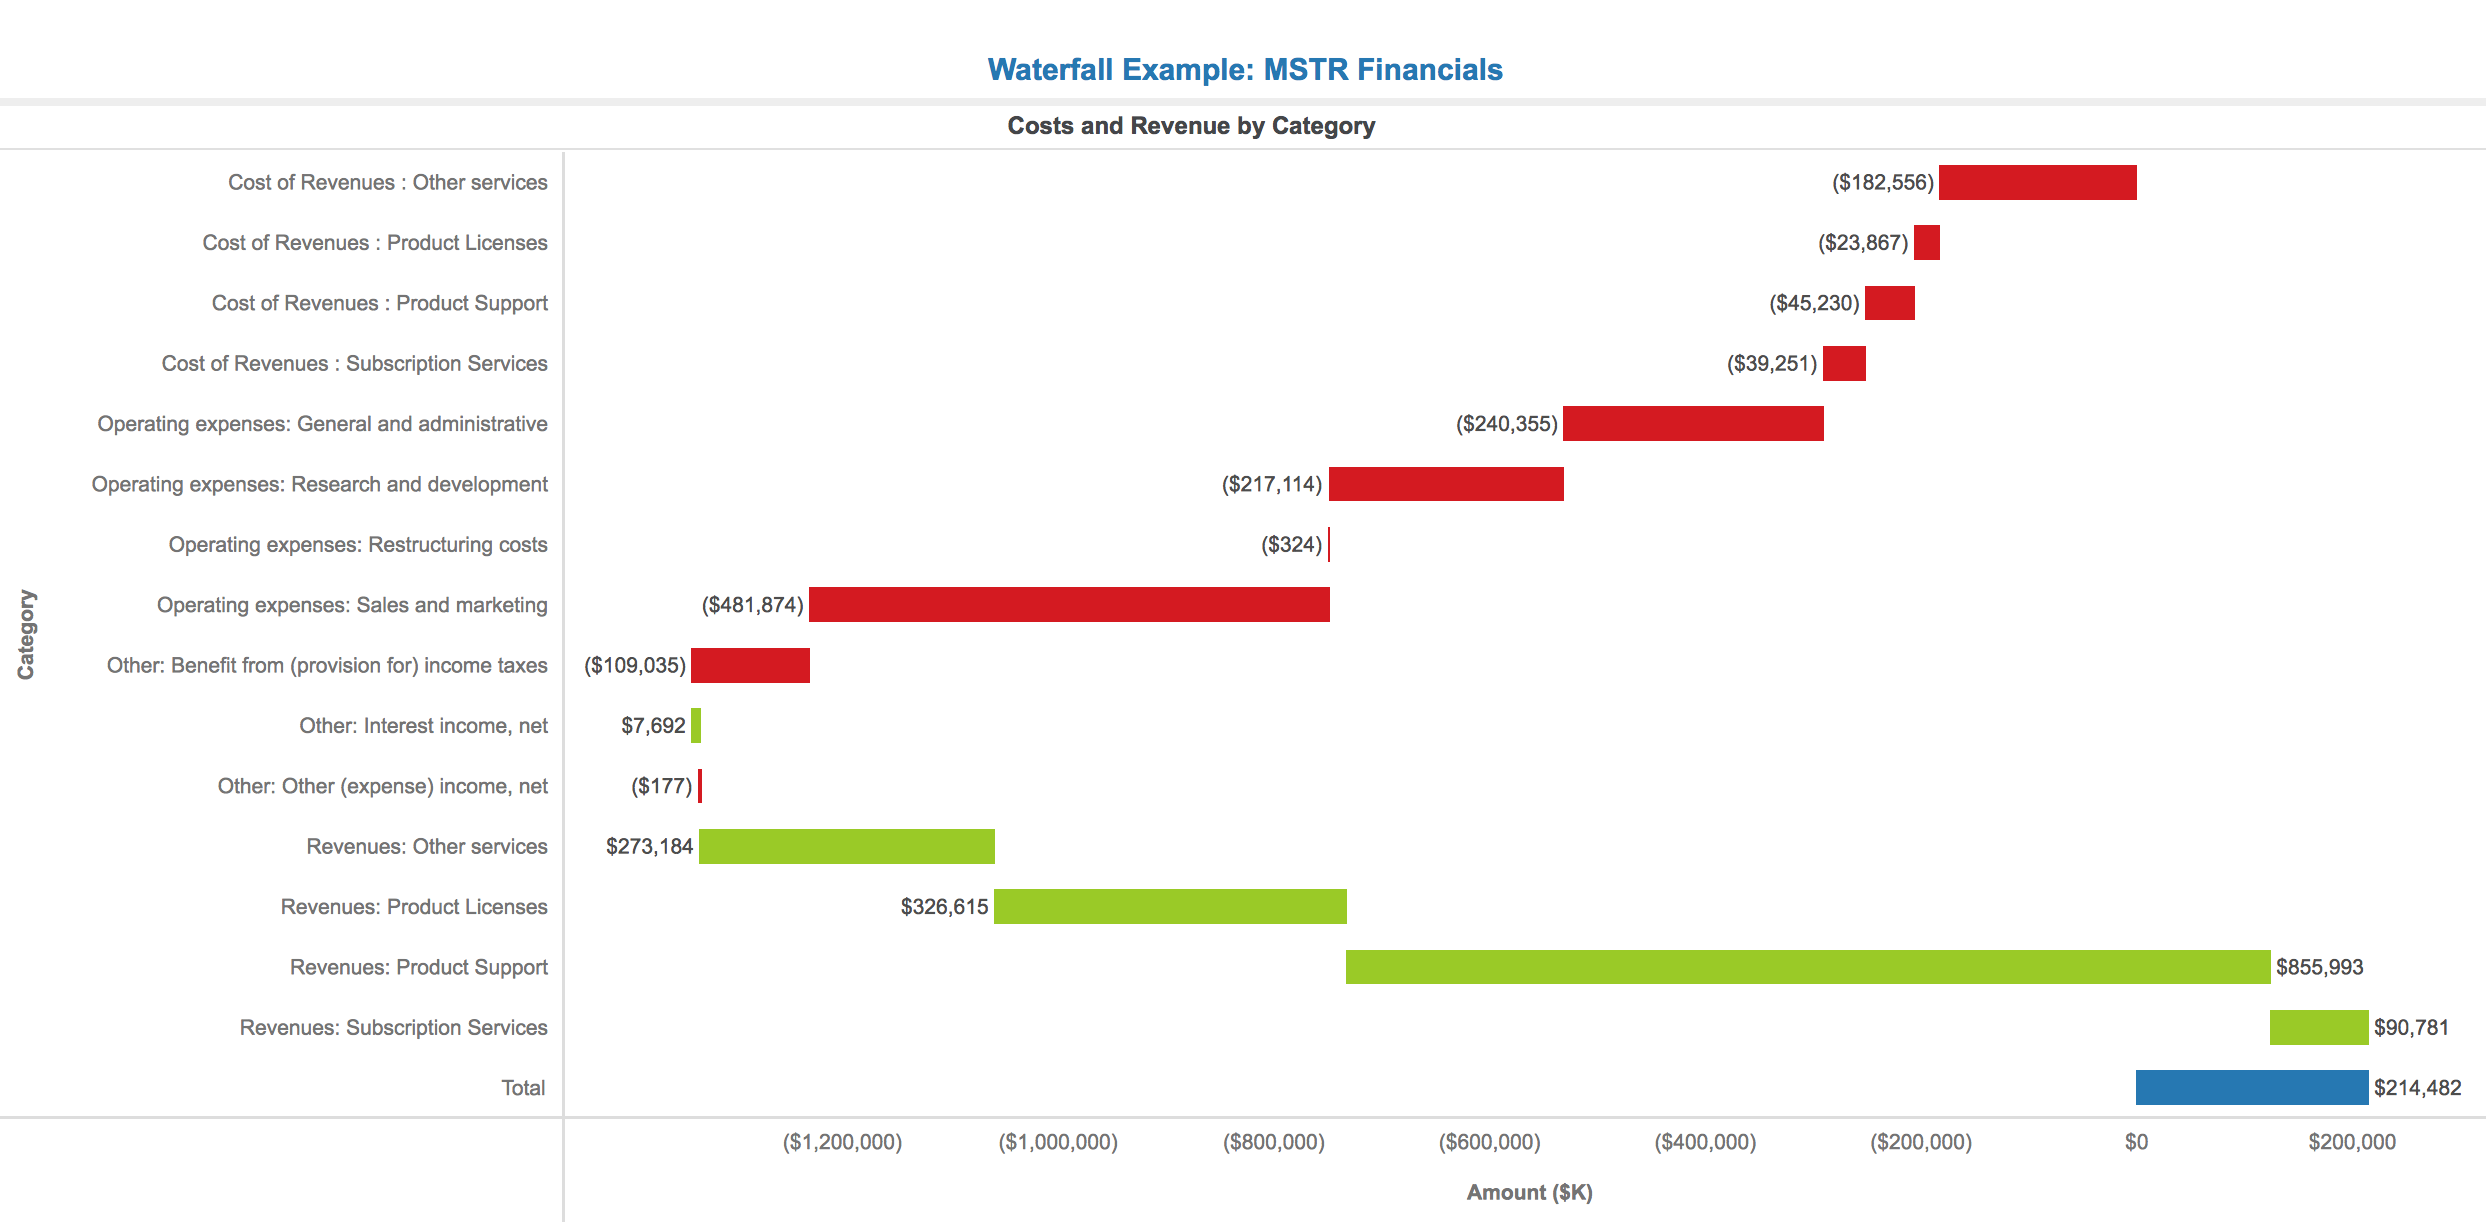 Waterfall Example: MSTR Financials
Costs and Revenue by Category
Category
Cost of Revenues : Other services ($182,556)
Cost of Revenues : Product Licenses ($23,867)
Cost of Revenues : Product Support ($45,230)
Cost of Revenues : Subscription Services ($39,251)
Operating expenses: General and administrative ($240,355)
Operating expenses: Research and development ($217,114)
Operating expenses: Restructuring costs ($324)
Operating expenses: Sales and marketing ($481,874)
Other: Benefit from (provision for) income taxes ($109,035)
Other: Interest income, net $7,692
Other: Other (expense) income, net ($177)
Revenues: Other services $273,184
Revenues: Product Licenses $326,615
Revenues: Product Support $855,993
Revenues: Subscription Services $90,781
Total $214,482
($1,200,000) ($1,000,000) ($800,000) ($600,000) ($400,000) ($200,000) $0 $200,000
Amount ($K)